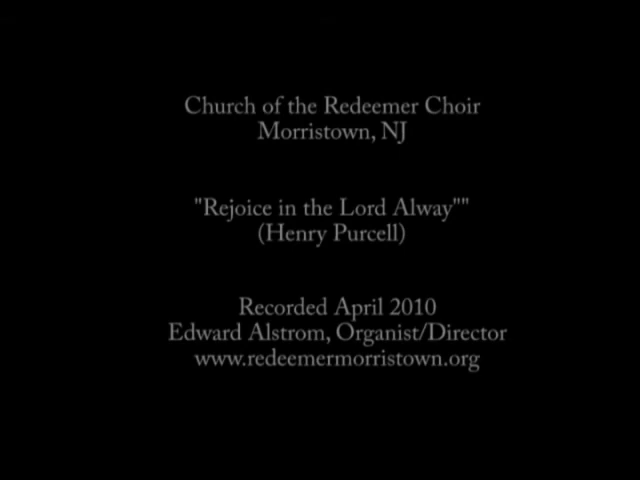 Church of the Redeemer Choir
Morristown, NJ
"Rejoice in the Lord Alway""
(Henry Purcell)
Recorded April 2010
Edward Alstrom, Organist/Director
www.redeemermorristown.org